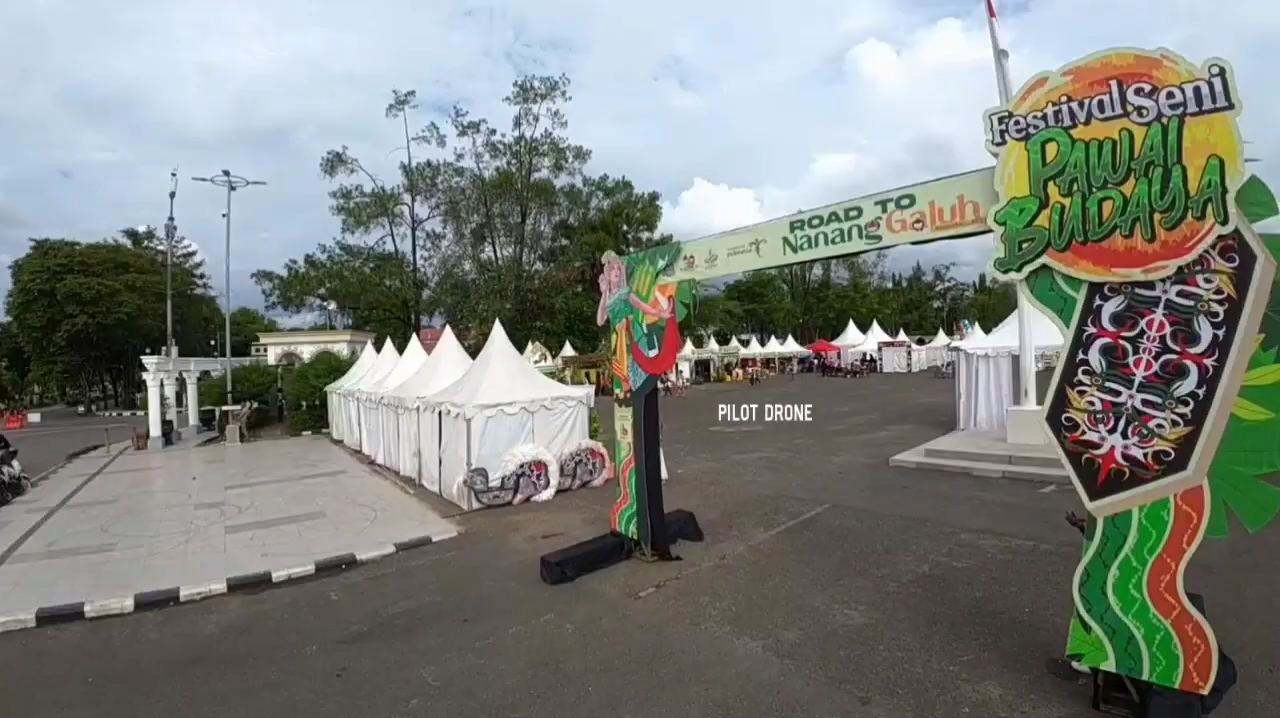 Festival Seni
PAWAI
BUDAYA
ROAD TO
Nanang Galuh
PILOT DRONE